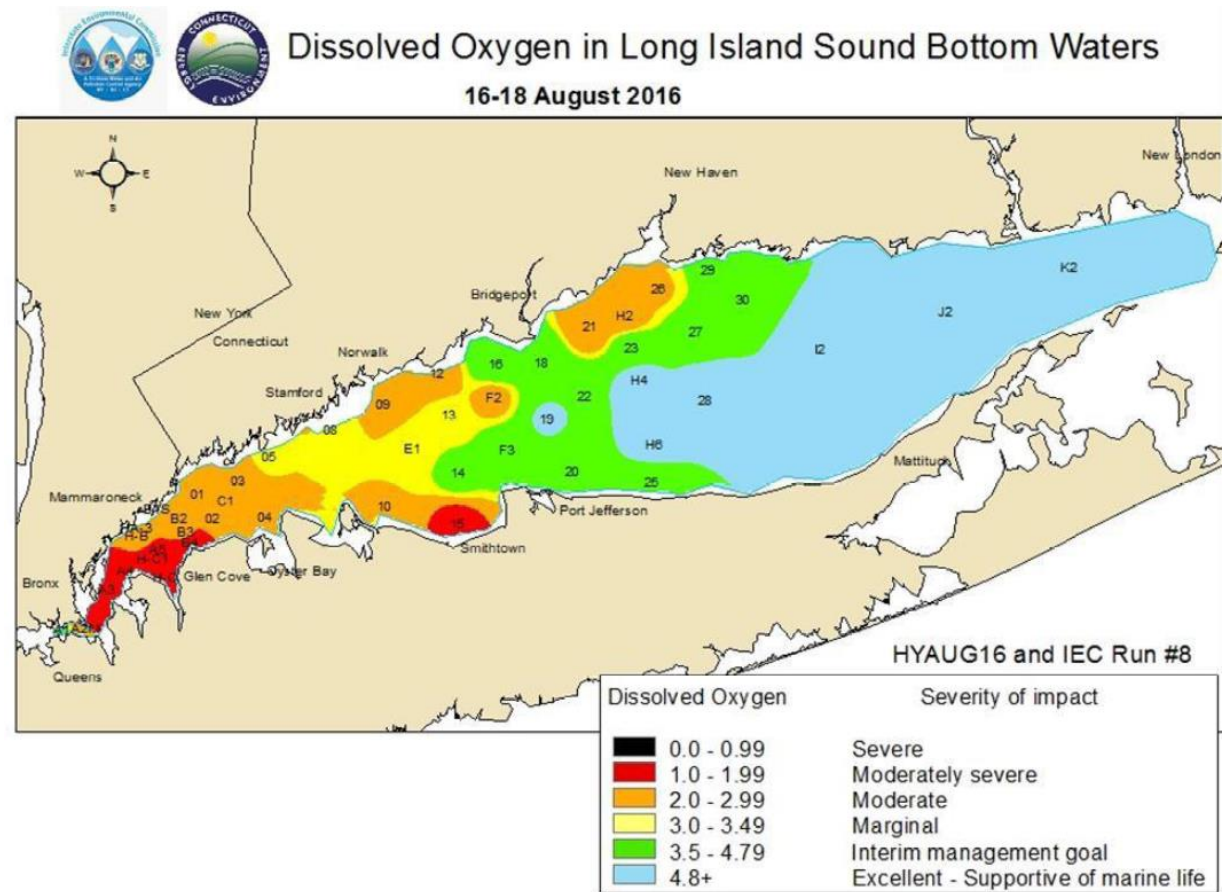 Dissolved Oxygen in Long Island Sound Bottom Waters
16-18 August 2016
CONNECTICUT
ENVIRONMENT
N
W E
S
New London
New Haven
29
K2
26
30
Bridgeport
H2
J2
New York
21
27
Connecticut
23
I2
Norwalk
16
18
12
H4
Stamford
F2
22
28
09
13
19
08
H6
E1
F3
05
Mattituck
14
20
25
03
Mammaroneck
01
C1
10
Port Jefferson
B2
02
04
15
B3
H-B
Smithtown
Glen Cove
Oyster Bay
Bronx
A4
A3
Queens
HYAUG16 and IEC Run #8
Dissolved Oxygen Severity of impact
0.0 - 0.99 Severe
1.0 - 1.99 Moderately severe
2.0 - 2.99 Moderate
3.0 - 3.49 Marginal
3.5 - 4.79 Interim management goal
4.8+ Excellent - Supportive of marine life